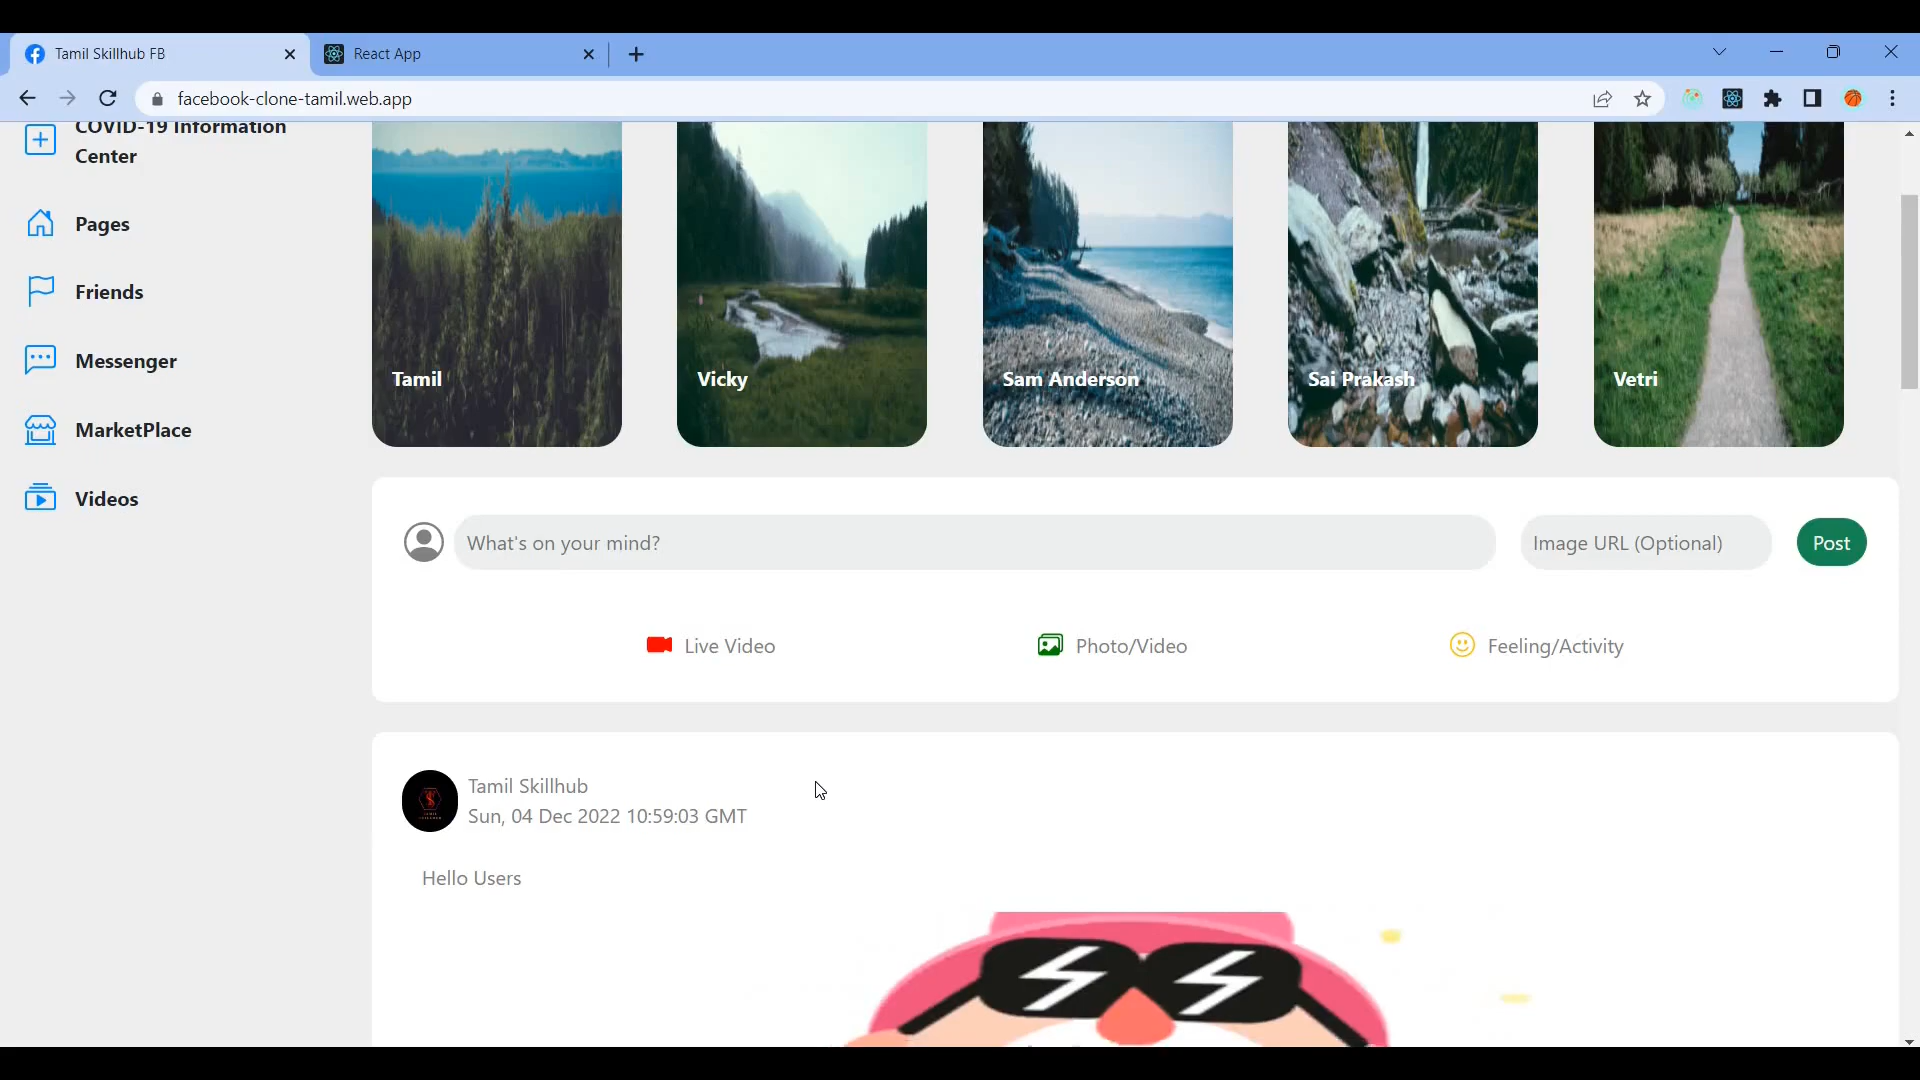 Tamil Skillhub FB
React App
facebook-clone-tamil.web.app
COVID-19 Information
Center
Pages
Friends
Messenger
MarketPlace
Videos
Tamil
Vicky
Sam Anderson
Sai Prakash
Vetri
What's on your mind?
Image URL (Optional)
Post
Live Video
Photo/Video
Feeling/Activity
Tamil Skillhub
Sun, 04 Dec 2022 10:59:03 GMT
Hello Users